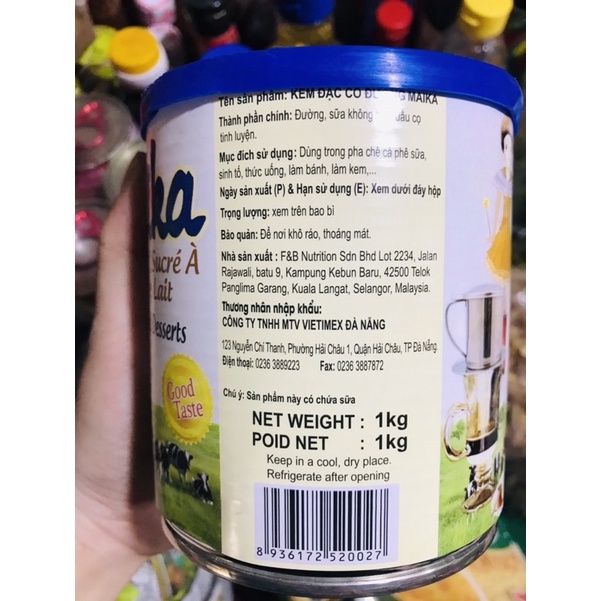 Tên sản phẩm: KEM ĐẶC CÓ MAIKA
Thành phần chính: Đường, sữa không cọ
tinh luyện.
Mục đích sử dụng: Dùng trong pha chế cà phê sữa,
sinh tố, thức uống, làm bánh, làm kem,...
Ngày sản xuất (P) & Hạn sử dụng (E): Xem dưới đáy hộp
Trọng lượng: xem trên bao bì
Bảo quản: Để nơi khô ráo, thoáng mát.
Nhà sản xuất : F&B Nutrition Sdn Bhd Lot 2234, Jalan
Rajawali, batu 9, Kampung Kebun Baru, 42500 Telok
Panglima Garang, Kuala Langat, Selangor, Malaysia.
Thương nhân nhập khẩu:
CÔNG TY TNHH MTV VIETIMEX ĐÀ NẴNG
123 Nguyễn Chí Thanh, Phường Hải Châu 1, Quận Hải Châu, TP Đà Nẵng.
Điện thoại: 0236 3889223 Fax: 0236 3887872
Chú ý: Sản phẩm này có chứa sữa
NET WEIGHT : 1kg
POID NET : 1kg
Keep in a cool, dry place.
Refrigerate after opening
8 936172 520027
ka
Sucré À
Lait
Desserts
Good
Taste